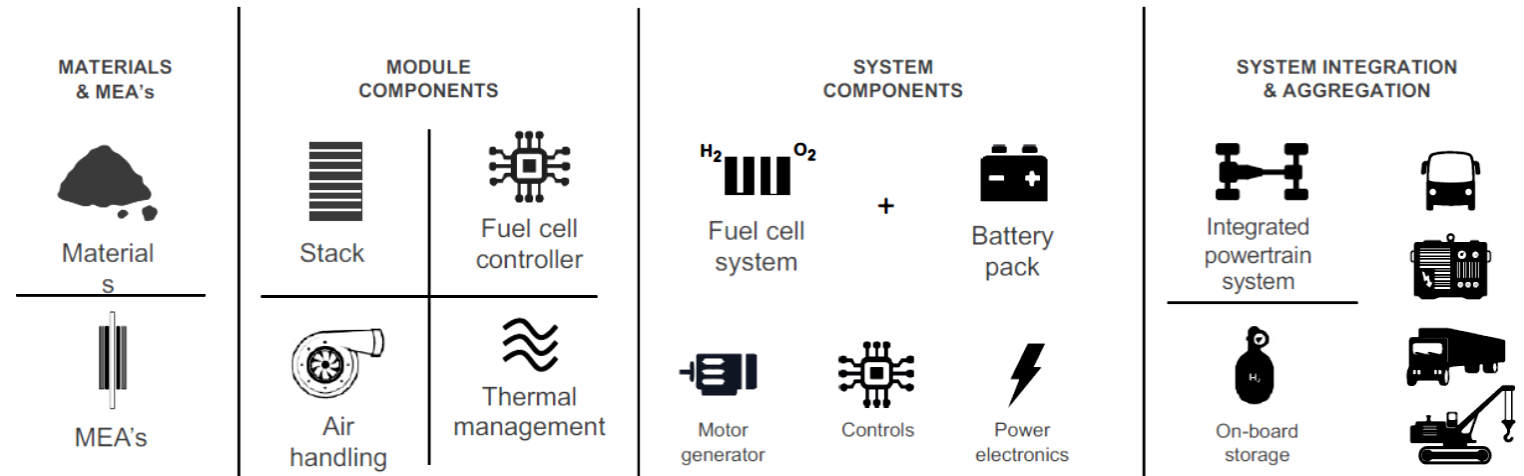 MATERIALS
& MEA's
Material
s
MEA's
MODULE
COMPONENTS
Stack
Fuel cell
controller
Air
handling
Thermal
management
SYSTEM
COMPONENTS
H₂
O₂
Fuel cell
system
+
Battery
pack
Motor
generator
Controls
Power
electronics
SYSTEM INTEGRATION
& AGGREGATION
Integrated
powertrain
system
H₂
On-board
storage